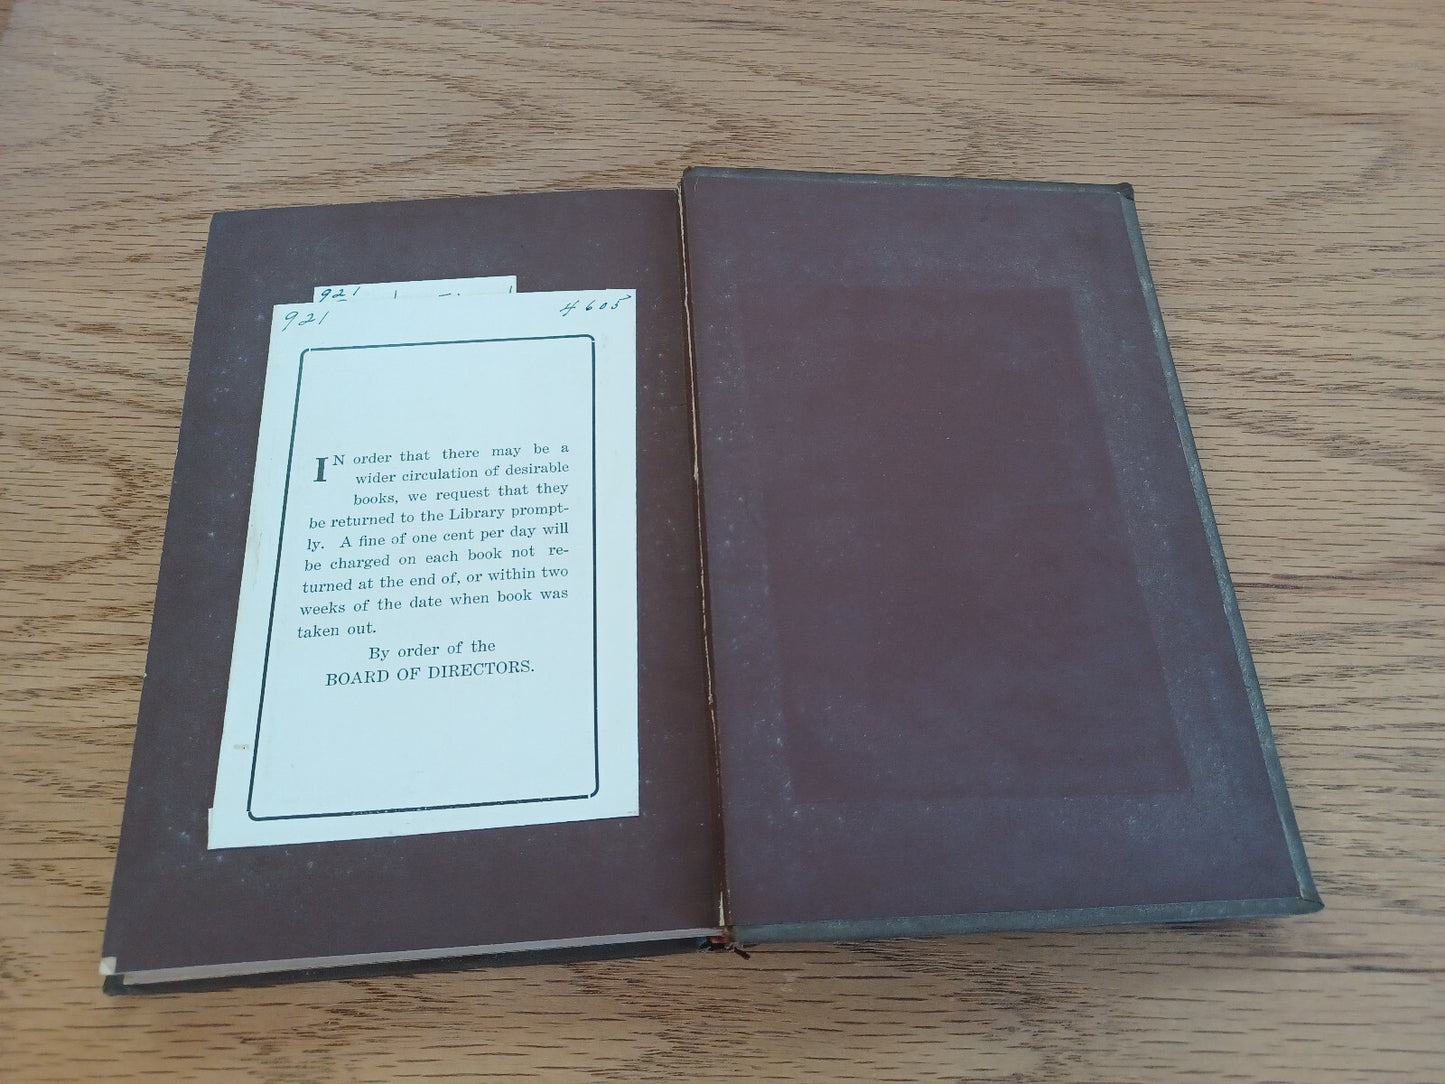 921
921 4605
IN order that there may be a
wider circulation of desirable
books, we request that they
be returned to the Library prompt-
ly. A fine of one cent per day will
be charged on each book not re-
turned at the end of, or within two
weeks of the date when book was
taken out.
By order of the
BOARD OF DIRECTORS.